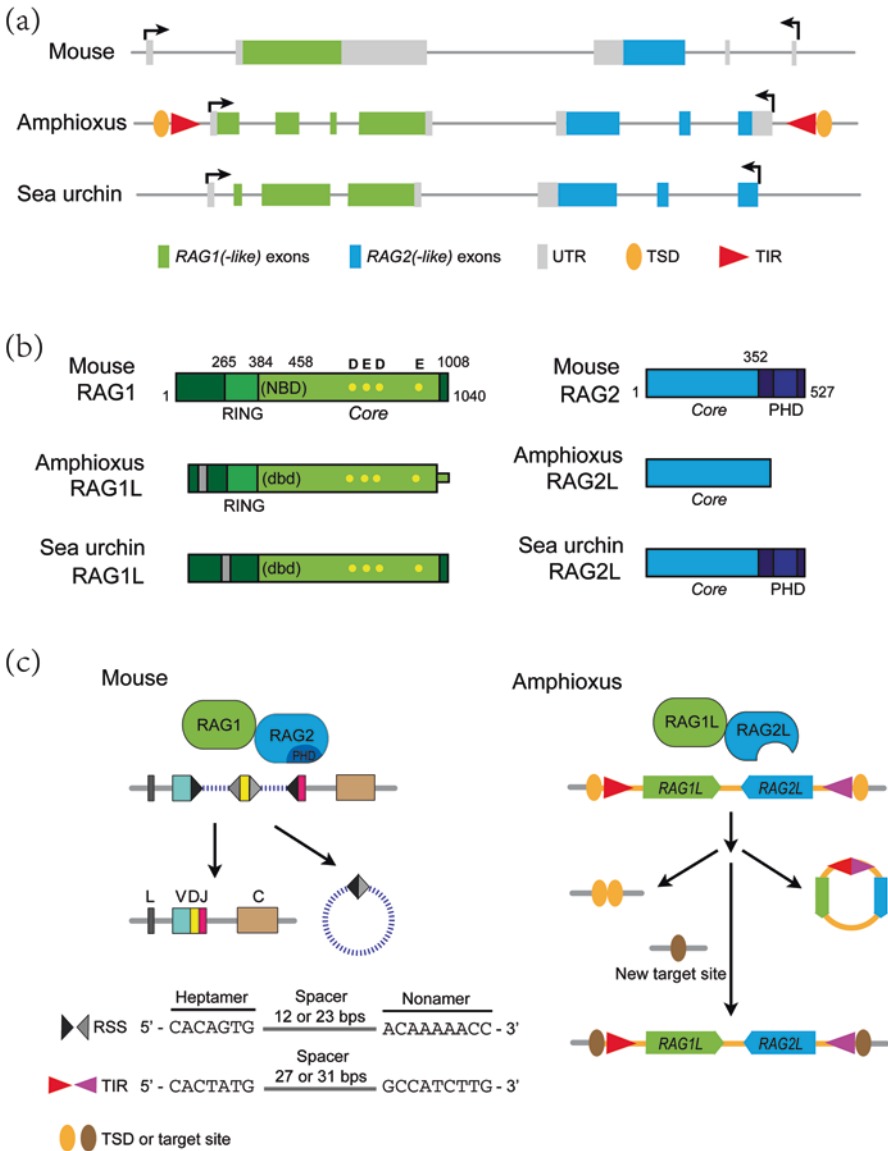 (a)
Mouse
Amphioxus
Sea urchin
RAG1(-like) exons RAG2(-like) exons UTR TSD TIR
(b)
Mouse RAG1
265 384 458 D E D E 1008
1 (NBD) 1040
RING Core
Mouse RAG2
352
1 527
Core PHD
Amphioxus RAG1L
(dbd)
RING
Amphioxus RAG2L
Core
Sea urchin RAG1L
(dbd)
Sea urchin RAG2L
Core PHD
(c)
Mouse
RAG1
RAG2
PHD
L V D J C
Heptamer Spacer Nonamer
12 or 23 bps
RSS 5' - CACAGTG ACAAAAACC - 3'
Spacer
27 or 31 bps
TIR 5' - CACTATG GCCATCTTG - 3'
TSD or target site
Amphioxus
RAG1L
RAG2L
RAG1L RAG2L
New target site
RAG1L RAG2L